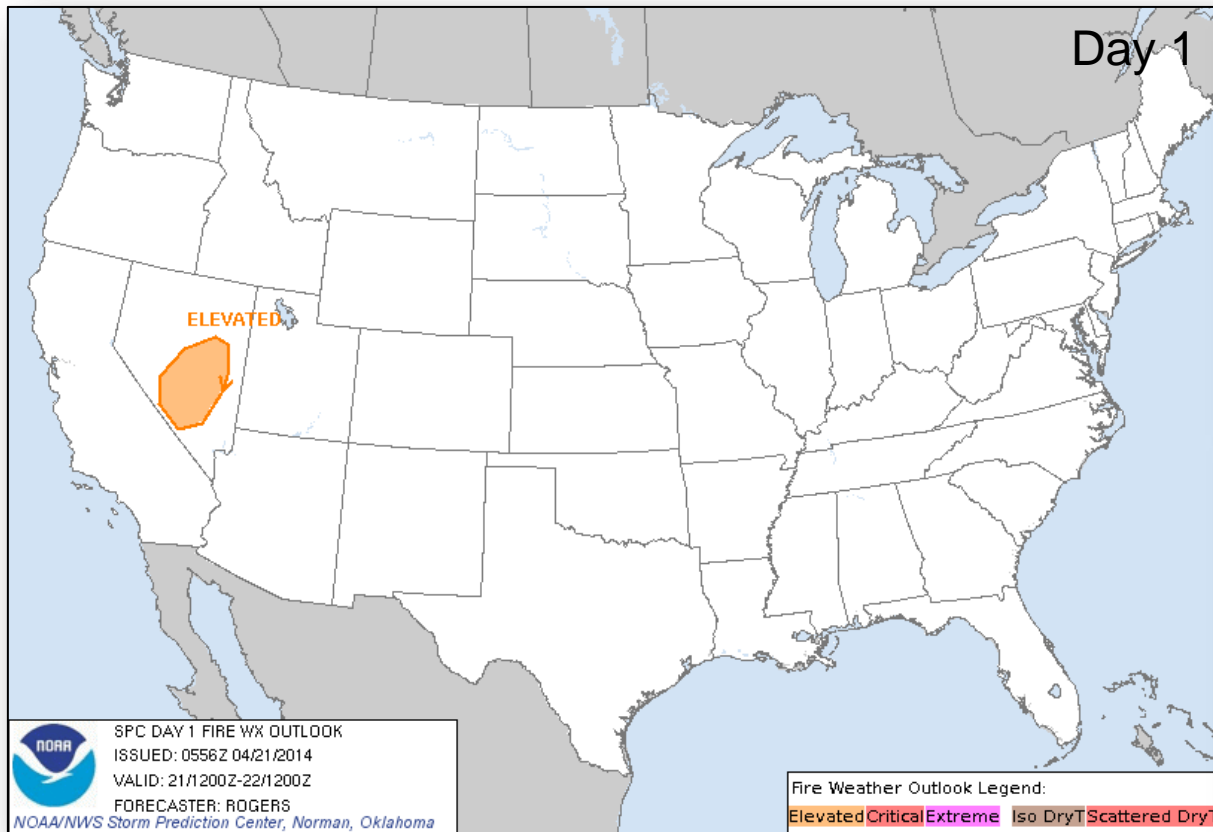 Day 1
ELEVATED
NOAA
SPC DAY 1 FIRE WX OUTLOOK
ISSUED: 0556Z 04/21/2014
VALID: 21/1200Z-22/1200Z
FORECASTER: ROGERS
NOAA/NWS Storm Prediction Center, Norman, Oklahoma
Fire Weather Outlook Legend:
Elevated Critical Extreme Iso DryT Scattered DryT